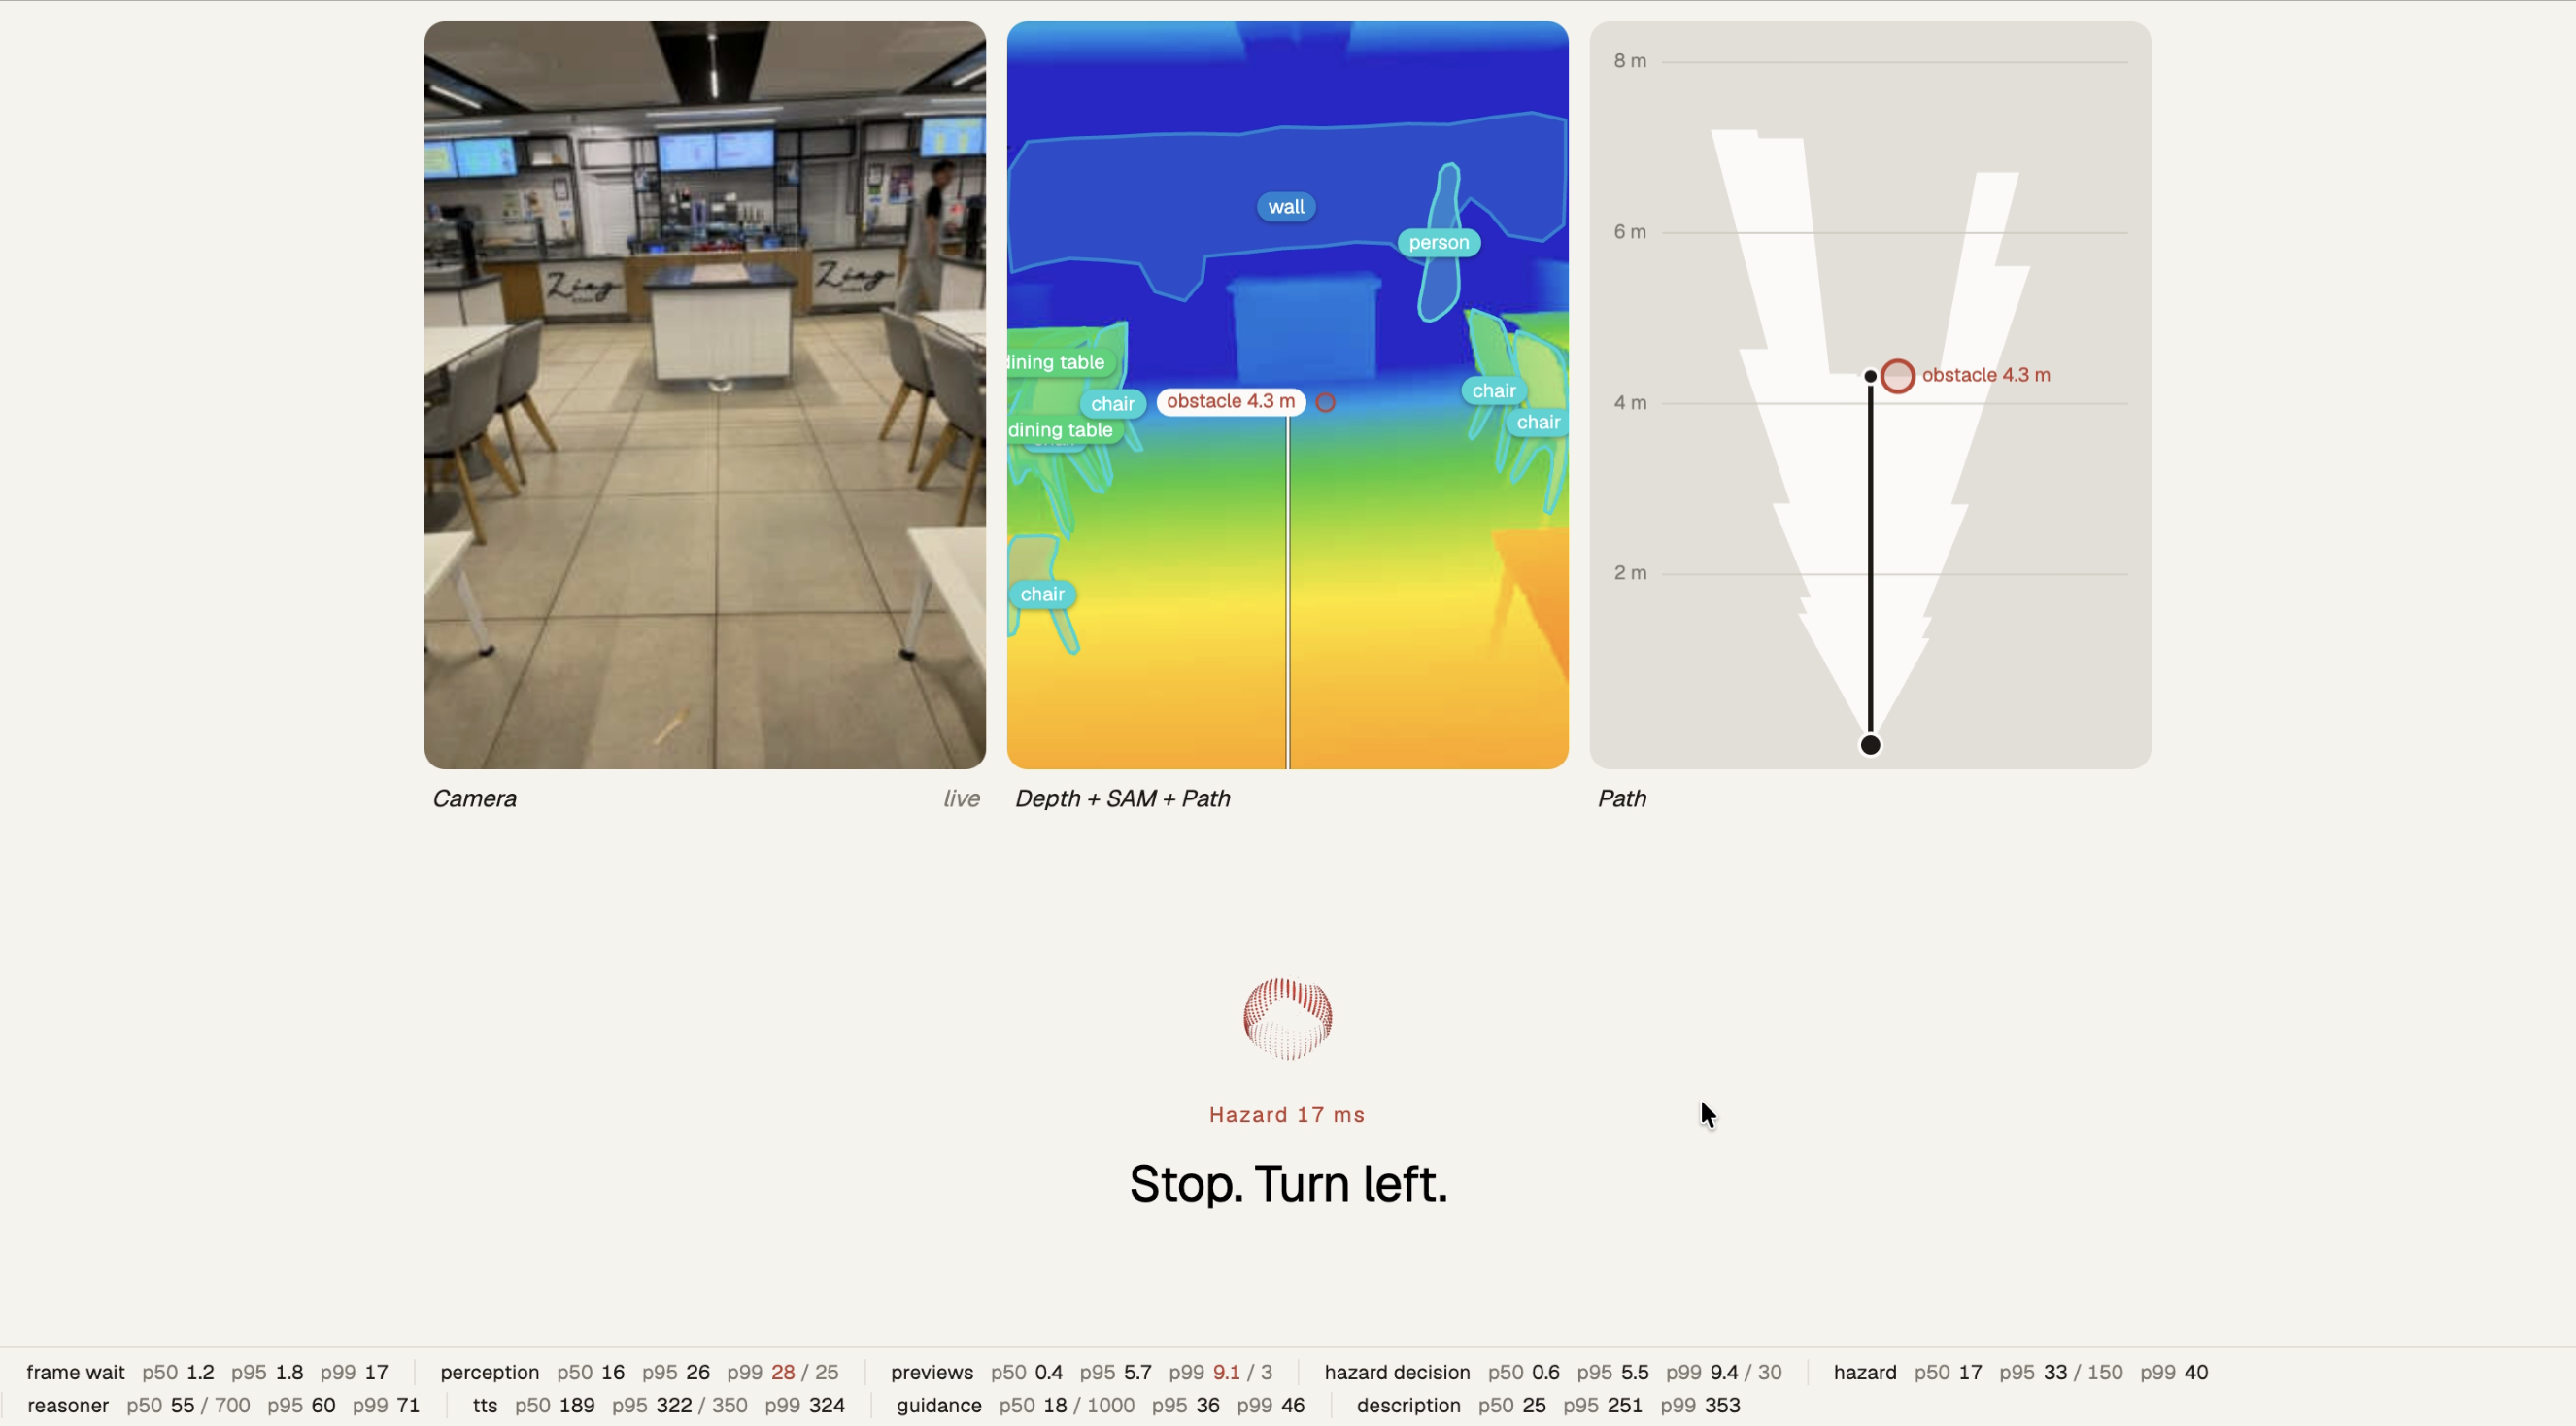 Zing
Zing
wall
person
dining table
chair
obstacle 4.3 m
chair
dining table
chair
chair
8 m
6 m
obstacle 4.3 m
4 m
2 m
Camera
live
Depth + SAM + Path
Path
Hazard 17 ms
Stop. Turn left.
frame wait p50 1.2 p95 1.8 p99 17 perception p50 16 p95 26 p99 28 / 25 previews p50 0.4 p95 5.7 p99 9.1 / 3 hazard decision p50 0.6 p95 5.5 p99 9.4 / 30 hazard p50 17 p95 33 / 150 p99 40
reasoner p50 55 / 700 p95 60 p99 71 tts p50 189 p95 322 / 350 p99 324 guidance p50 18 / 1000 p95 36 p99 46 description p50 25 p95 251 p99 353